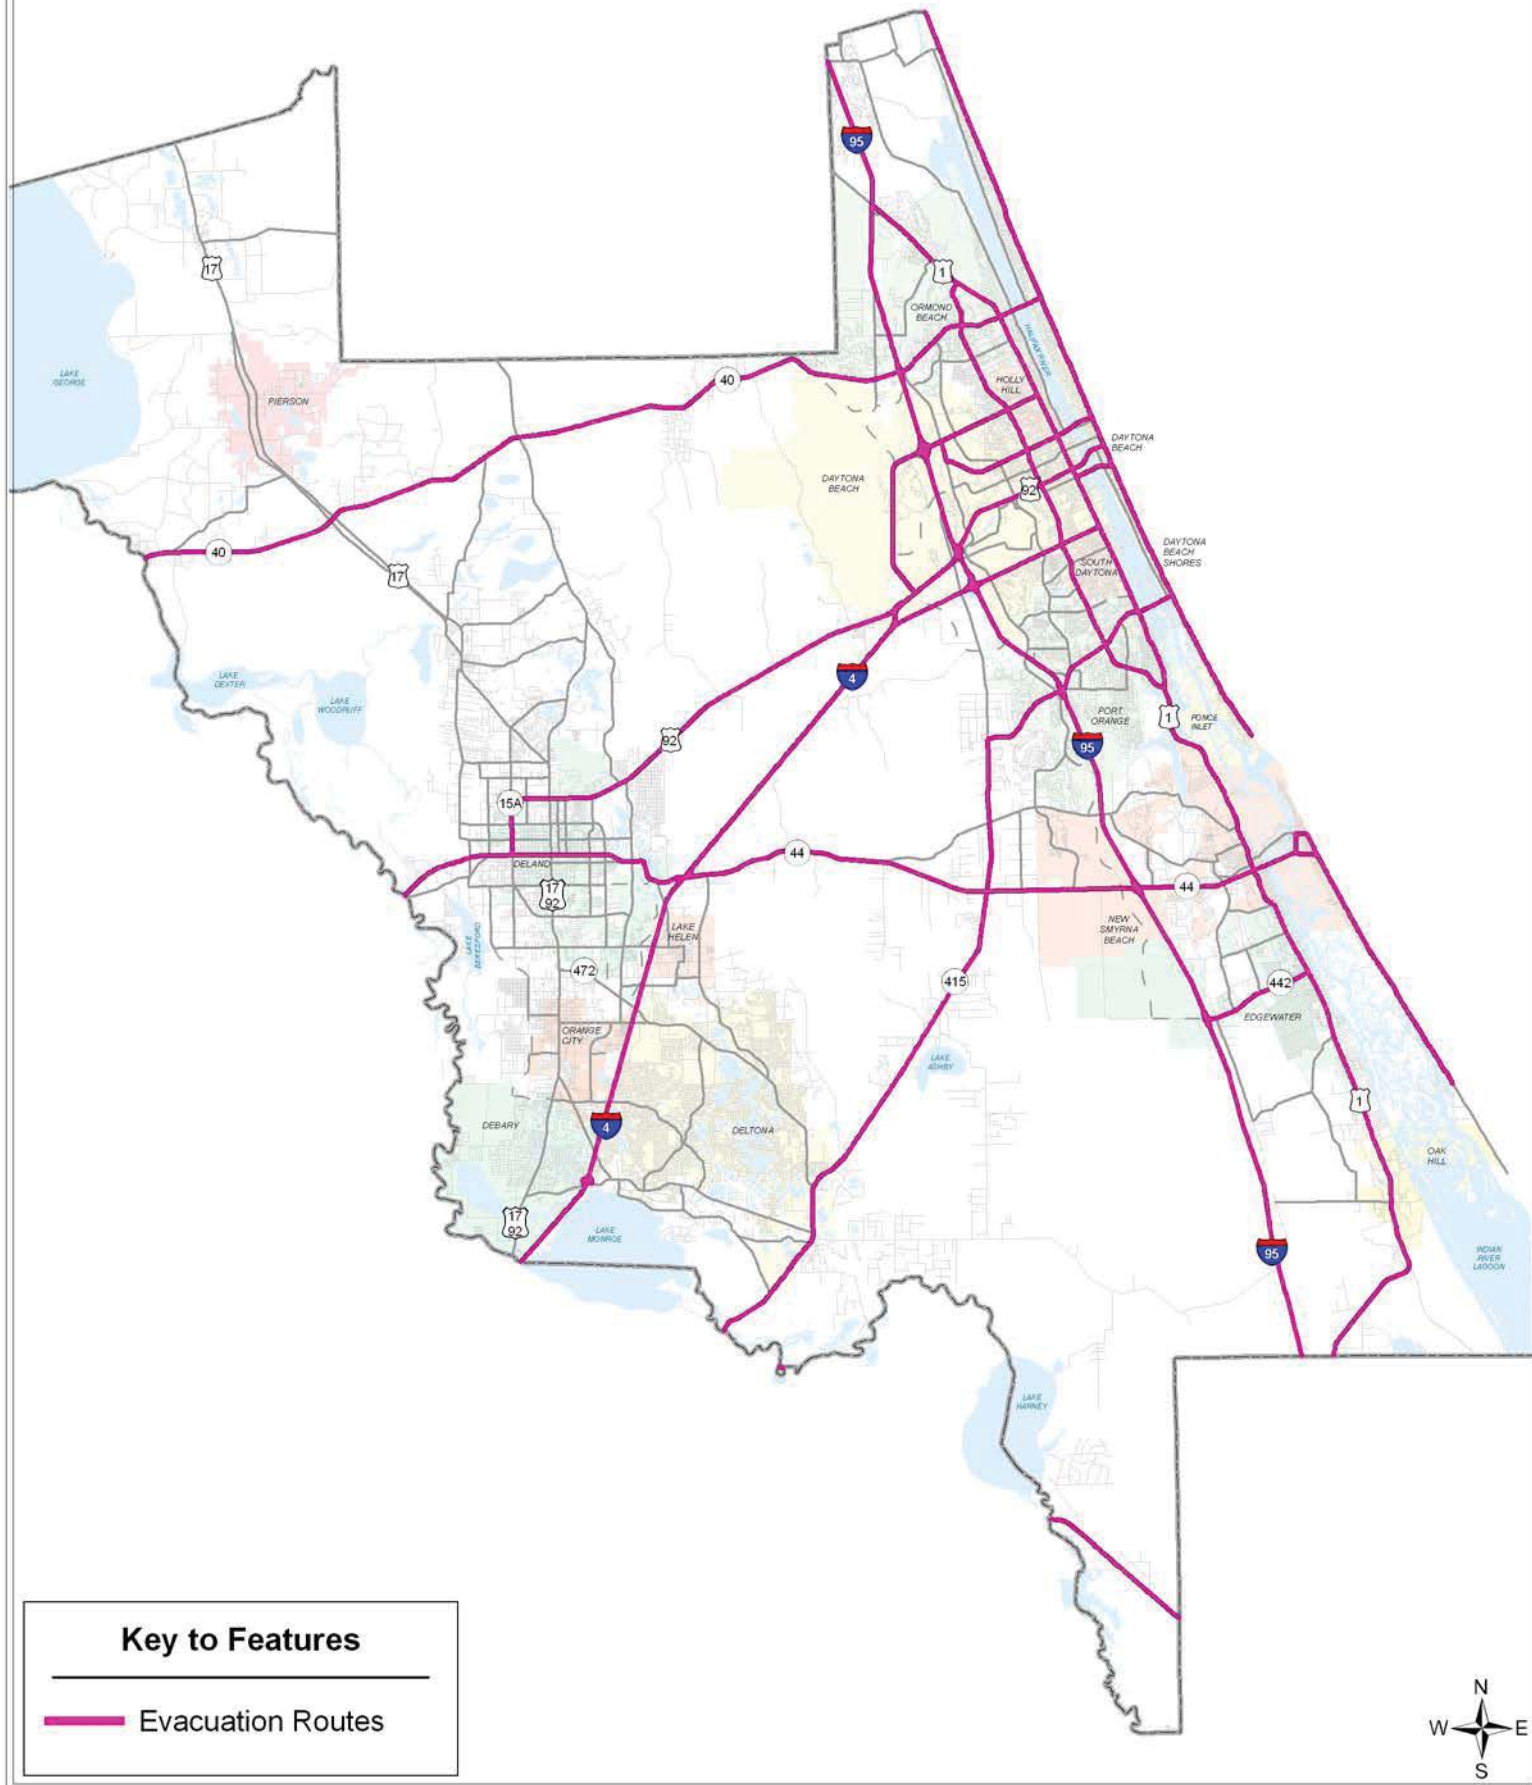 95
17
1
ORMOND
BEACH
HALIFAX RIVER
LAKE
GEORGE
PIERSON
40
HOLLY
HILL
DAYTONA
BEACH
DAYTONA
BEACH
92
40
17
DAYTONA
BEACH
SHORES
SOUTH
DAYTONA
LAKE
DEXTER
LAKE
WOODRUFF
4
PORT
ORANGE
1
PONCE
INLET
92
95
15A
44
DELAND
17
92
44
LAKE
HELEN
NEW
SMYRNA
BEACH
LAKE
BERESFORD
472
415
442
EDGEWATER
ORANGE
CITY
LAKE
ASHBY
1
DEBARY
4
DELTONA
OAK
HILL
17
92
LAKE
MONROE
95
INDIAN
RIVER
LAGOON
LAKE
HARNEY
Key to Features
Evacuation Routes
N
W E
S